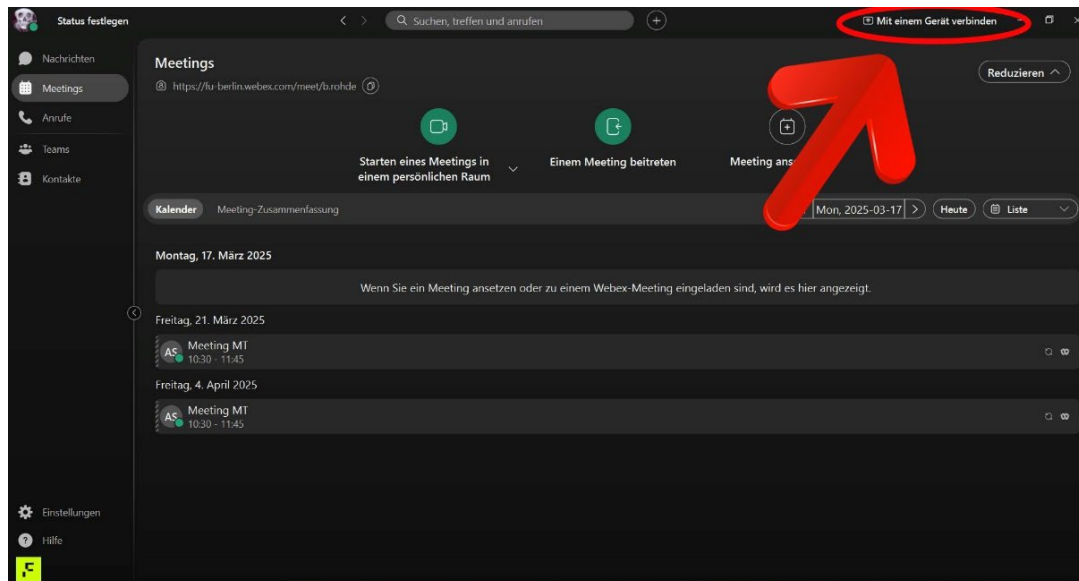 Status festlegen
Suchen, treffen und anrufen
Mit einem Gerät verbinden
Nachrichten
Meetings
Anrufe
Teams
Kontakte
Einstellungen
Hilfe
Meetings
https://fu-berlin.webex.com/meet/b.rohde
Reduzieren
Starten eines Meetings in
einem persönlichen Raum
Einem Meeting beitreten
Meeting
Kalender
Meeting-Zusammenfassung
Mon, 2025-03-17
Heute
Liste
Montag, 17. März 2025
Wenn Sie ein Meeting ansetzen oder zu einem Webex-Meeting eingeladen sind, wird es hier angezeigt.
Freitag, 21. März 2025
AS
Meeting MT
10:30 - 11:45
Freitag, 4. April 2025
AS
Meeting MT
10:30 - 11:45